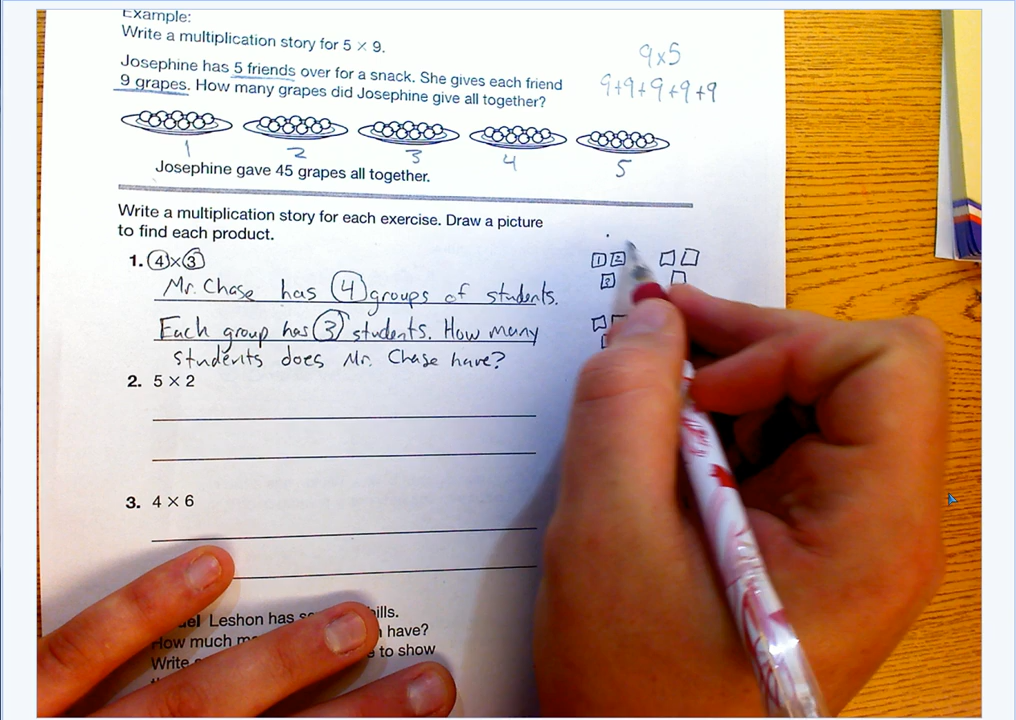 Example:
Write a multiplication story for 5 × 9.
9x5
Josephine has 5 friends over for a snack. She gives each friend
9 grapes. How many grapes did Josephine give all together?
9+9+9+9+9
1 2 3 4 5
Josephine gave 45 grapes all together.
Write a multiplication story for each exercise. Draw a picture
to find each product.
1. 4×3
Mr. Chase has 4 groups of students.
Each group has 3 students. How many
students does Mr. Chase have?
1 2
3
2. 5 × 2
3. 4 × 6
Leshon has
How much
have?
Write
to show